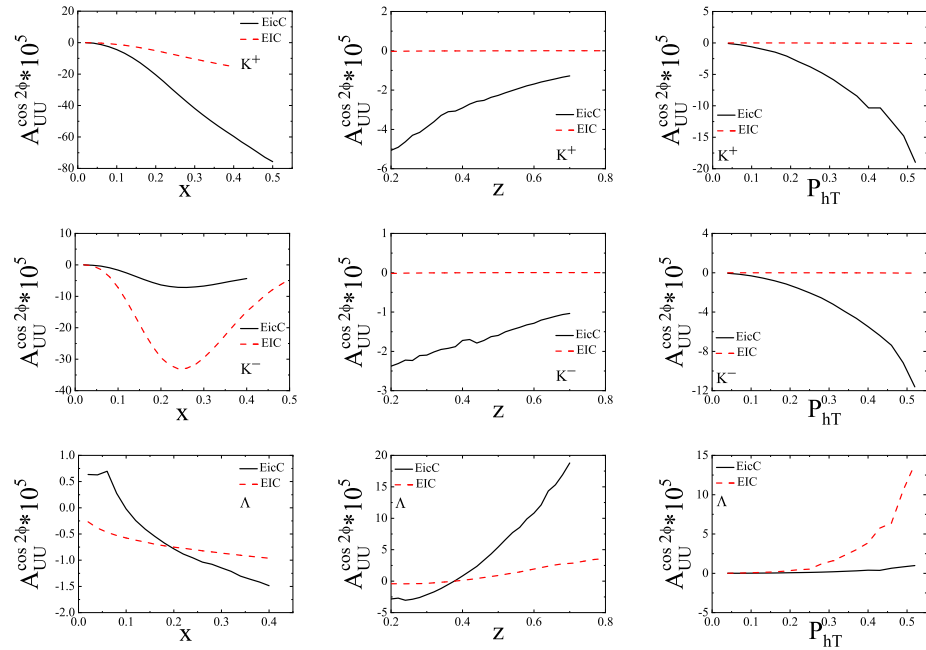 A_UU^cos 2ϕ*10^5
20
0
-20
-40
-60
-80
EicC
EIC
K+
0.0 0.1 0.2 0.3 0.4 0.5
x
A_UU^cos 2ϕ*10^5
2
0
-2
-4
-6
EicC
EIC
K+
0.2 0.4 0.6 0.8
z
A_UU^cos 2ϕ*10^5
5
0
-5
-10
-15
-20
EicC
EIC
K+
0.0 0.1 0.2 0.3 0.4 0.5 0.6
P_hT
A_UU^cos 2ϕ*10^5
10
0
-10
-20
-30
-40
EicC
EIC
K−
0.0 0.1 0.2 0.3 0.4 0.5
x
A_UU^cos 2ϕ*10^5
1
0
-1
-2
-3
EicC
EIC
K−
0.2 0.4 0.6 0.8
z
A_UU^cos 2ϕ*10^5
4
0
-4
-8
-12
EicC
EIC
K−
0.0 0.1 0.2 0.3 0.4 0.5 0.6
P_hT
A_UU^cos 2ϕ*10^5
1.0
0.5
0.0
-0.5
-1.0
-1.5
-2.0
EicC
EIC
Λ
0.0 0.2 0.4
x
A_UU^cos 2ϕ*10^5
20
15
10
5
0
-5
EicC
EIC
Λ
0.2 0.4 0.6 0.8
z
A_UU^cos 2ϕ*10^5
15
10
5
0
-5
EicC
EIC
Λ
0.0 0.1 0.2 0.3 0.4 0.5 0.6
P_hT